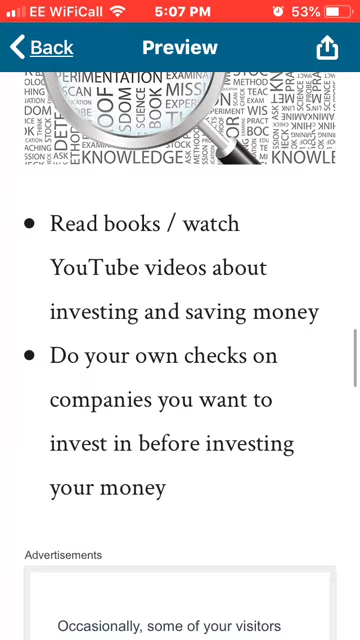 EE WiFiCall 5:07 PM 53%
Back Preview
KNOWLEDGE
Read books / watch
YouTube videos about
investing and saving money
Do your own checks on
companies you want to
invest in before investing
your money
Advertisements
Occasionally, some of your visitors